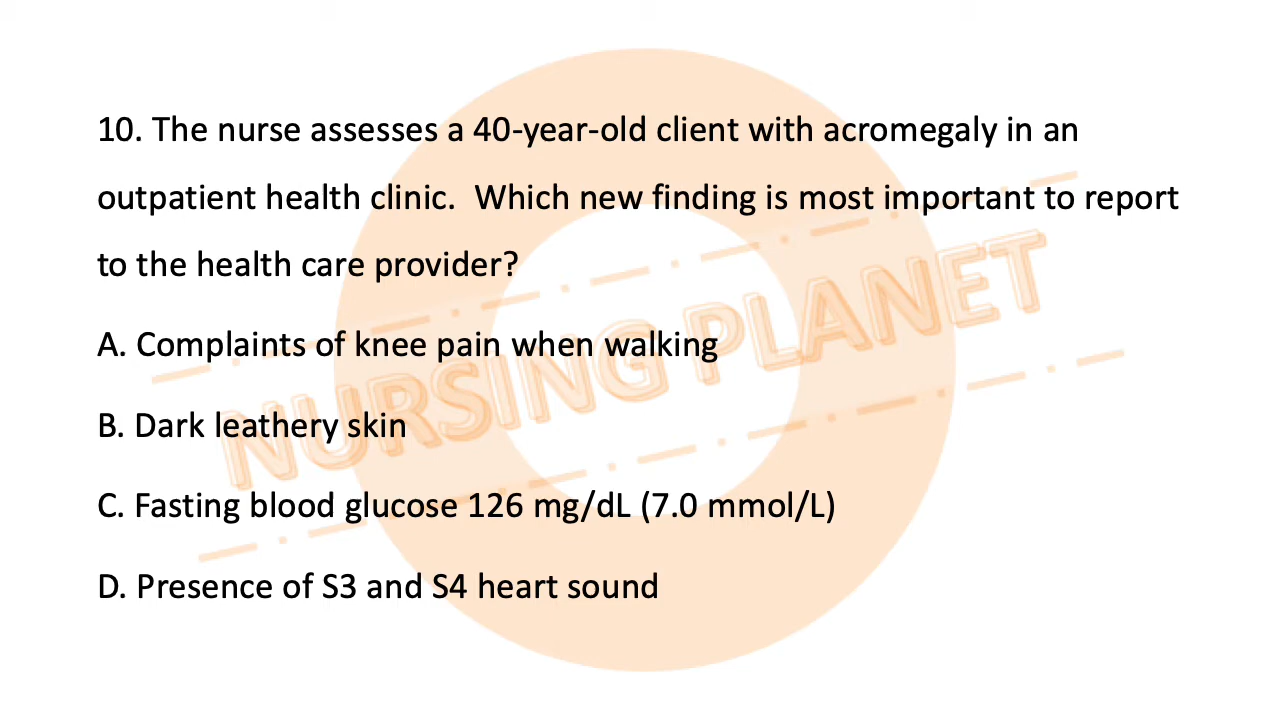 10. The nurse assesses a 40-year-old client with acromegaly in an
outpatient health clinic.  Which new finding is most important to report
to the health care provider?
A. Complaints of knee pain when walking
B. Dark leathery skin
C. Fasting blood glucose 126 mg/dL (7.0 mmol/L)
D. Presence of S3 and S4 heart sound
NURSING PLANET